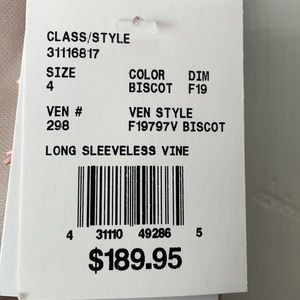 CLASS/STYLE
31116817
SIZE COLOR DIM
4 BISCOT F19
VEN # VEN STYLE
298 F19797V BISCOT
LONG SLEEVELESS VINE
4 31110 49286 5
$189.95